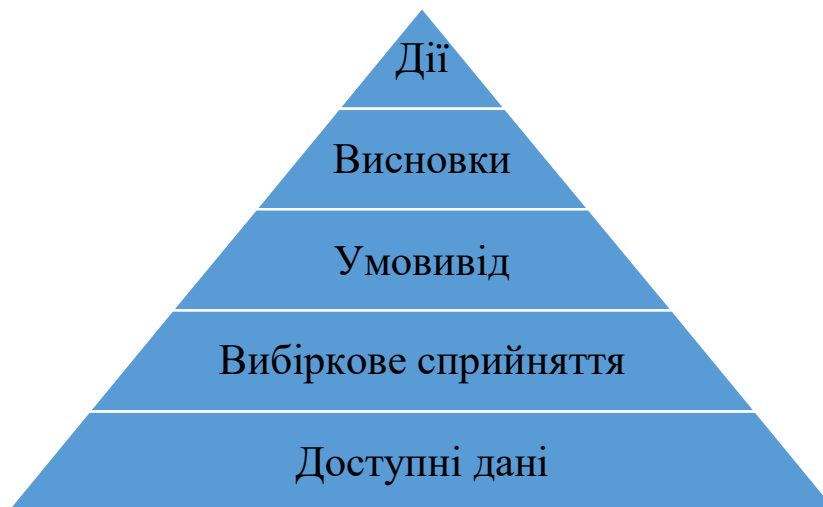 Дії
Висновки
Умовивід
Вибіркове сприйняття
Доступні дані